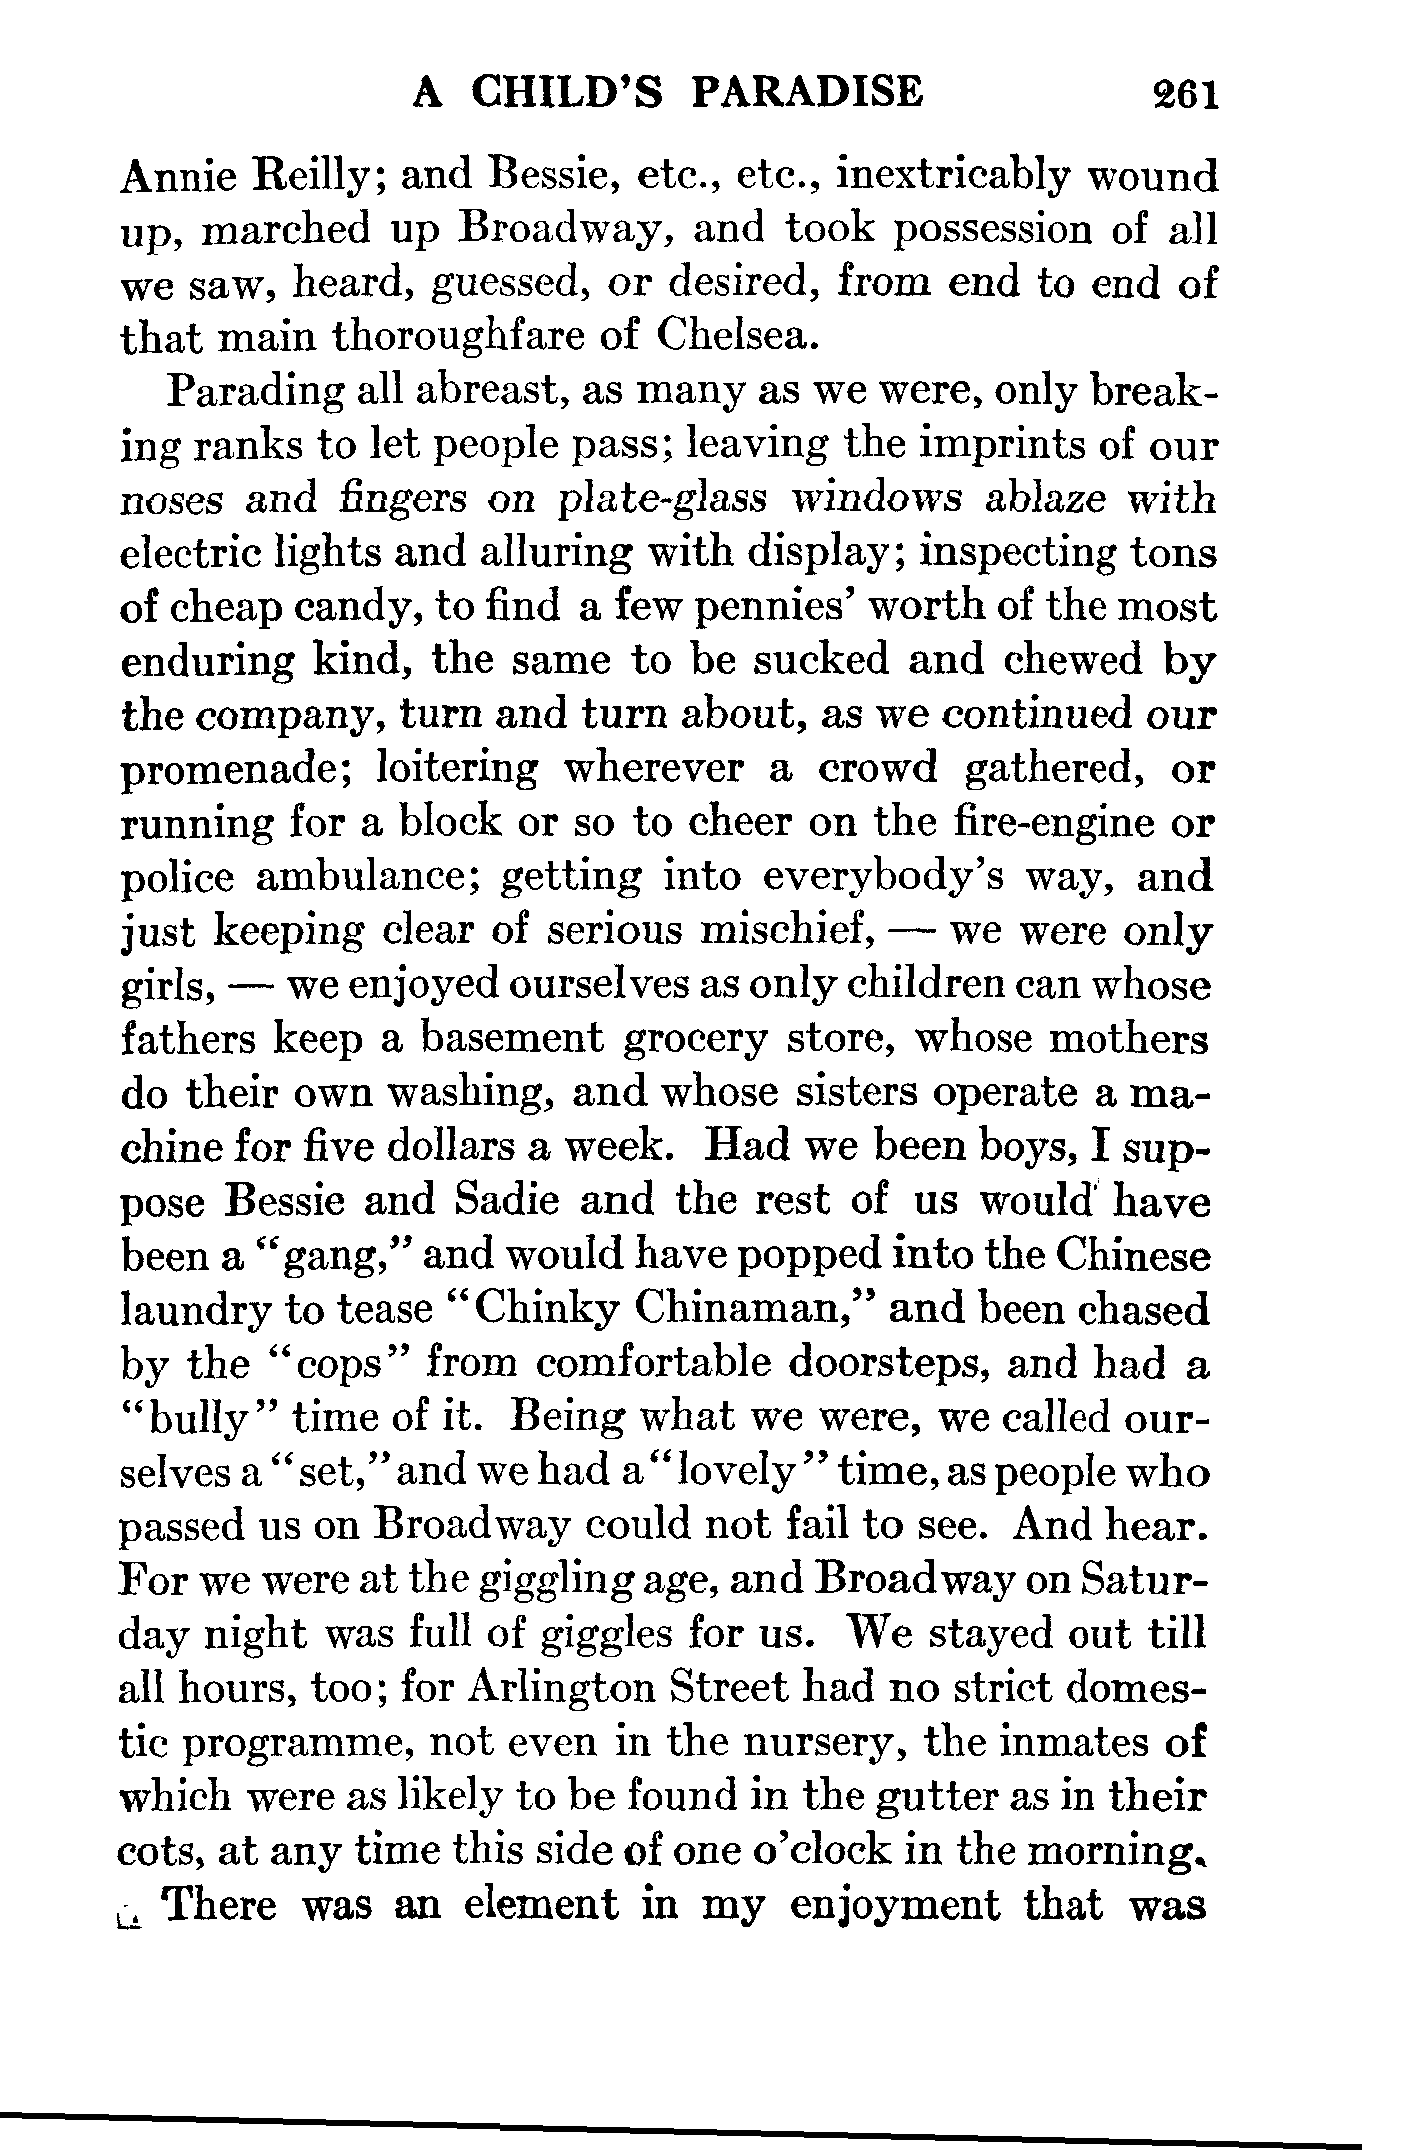 A CHILD'S PARADISE 261
Annie Reilly; and Bessie, etc., etc., inextricably wound
up, marched up Broadway, and took possession of all
we saw, heard, guessed, or desired, from end to end of
that main thoroughfare of Chelsea.
Parading all abreast, as many as we were, only break-
ing ranks to let people pass; leaving the imprints of our
noses and fingers on plate-glass windows ablaze with
electric lights and alluring with display; inspecting tons
of cheap candy, to find a few pennies' worth of the most
enduring kind, the same to be sucked and chewed by
the company, turn and turn about, as we continued our
promenade; loitering wherever a crowd gathered, or
running for a block or so to cheer on the fire-engine or
police ambulance; getting into everybody's way, and
just keeping clear of serious mischief, — we were only
girls, — we enjoyed ourselves as only children can whose
fathers keep a basement grocery store, whose mothers
do their own washing, and whose sisters operate a ma-
chine for five dollars a week. Had we been boys, I sup-
pose Bessie and Sadie and the rest of us would have
been a "gang," and would have popped into the Chinese
laundry to tease "Chinky Chinaman," and been chased
by the "cops" from comfortable doorsteps, and had a
"bully" time of it. Being what we were, we called our-
selves a "set," and we had a "lovely" time, as people who
passed us on Broadway could not fail to see. And hear.
For we were at the giggling age, and Broadway on Satur-
day night was full of giggles for us. We stayed out till
all hours, too; for Arlington Street had no strict domes-
tic programme, not even in the nursery, the inmates of
which were as likely to be found in the gutter as in their
cots, at any time this side of one o'clock in the morning.
There was an element in my enjoyment that was